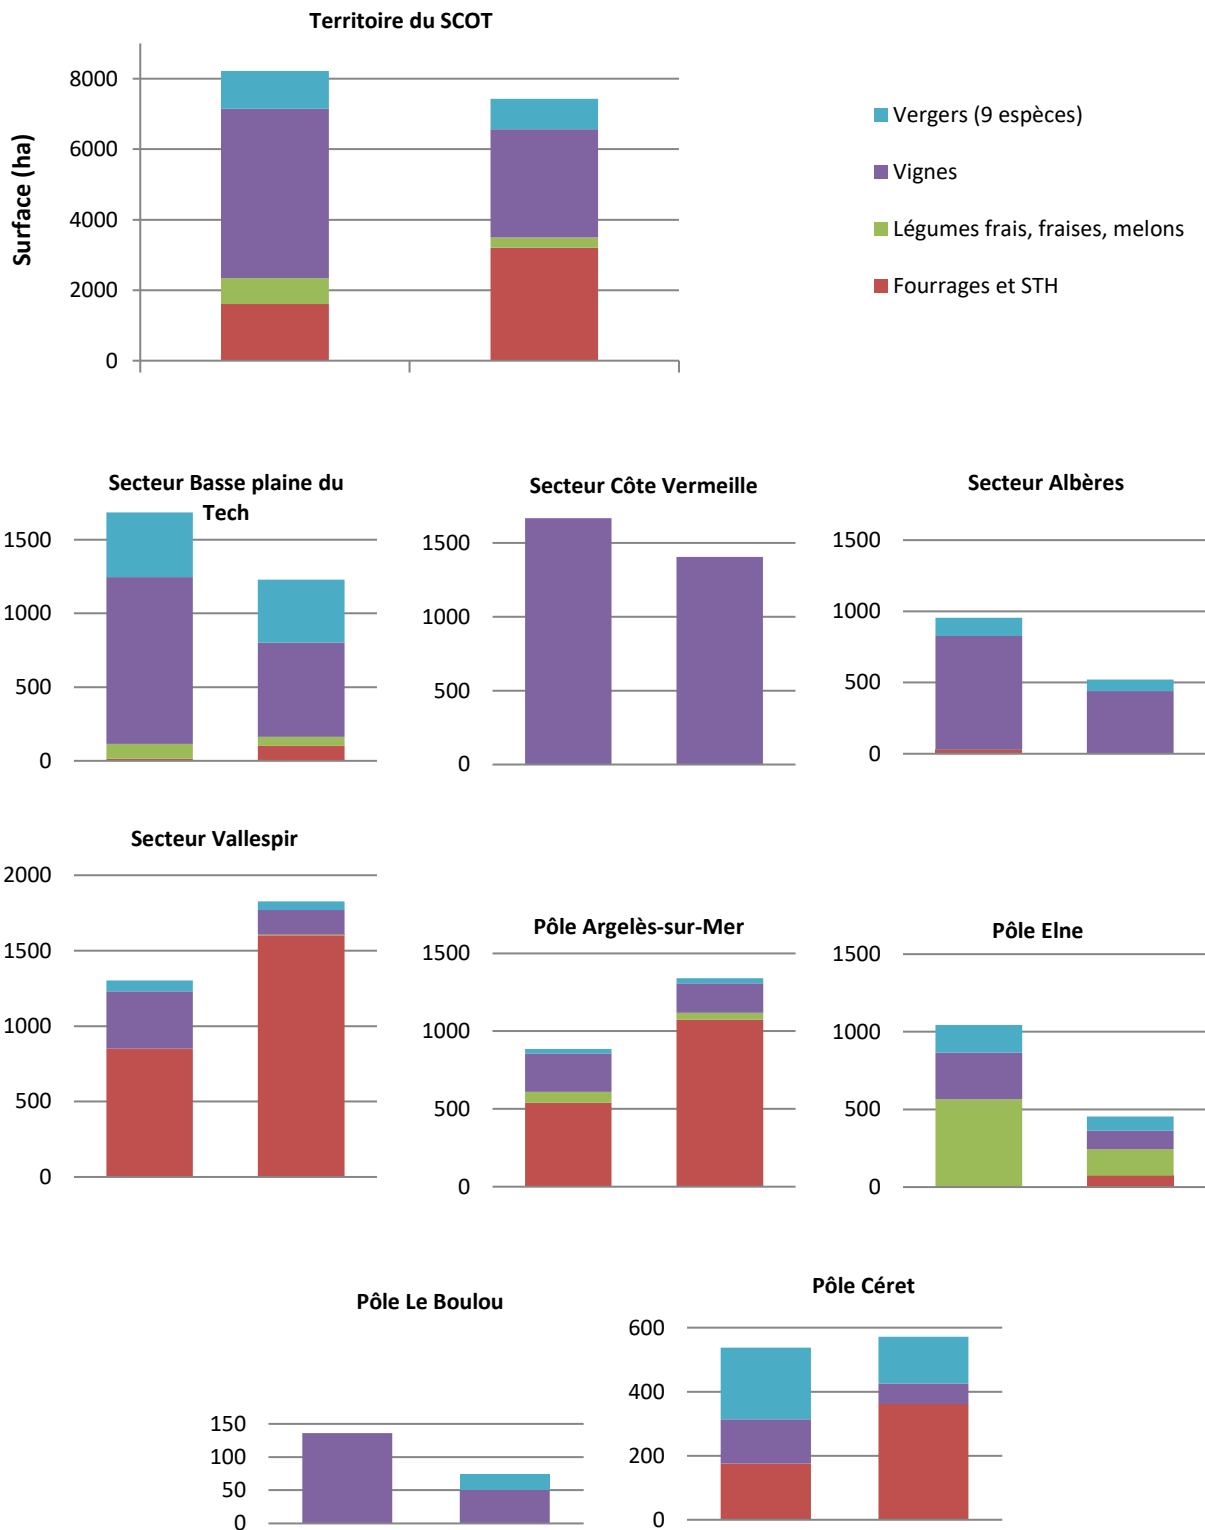 Territoire du SCOT
Surface (ha)
8000
6000
4000
2000
0
Vergers (9 espèces)
Vignes
Légumes frais, fraises, melons
Fourrages et STH
Secteur Basse plaine du
Tech
1500
1000
500
0
Secteur Côte Vermeille
1500
1000
500
0
Secteur Albères
1500
1000
500
0
Secteur Vallespir
2000
1500
1000
500
0
Pôle Argelès-sur-Mer
1500
1000
500
0
Pôle Elne
1500
1000
500
0
Pôle Le Boulou
150
100
50
0
Pôle Céret
600
400
200
0